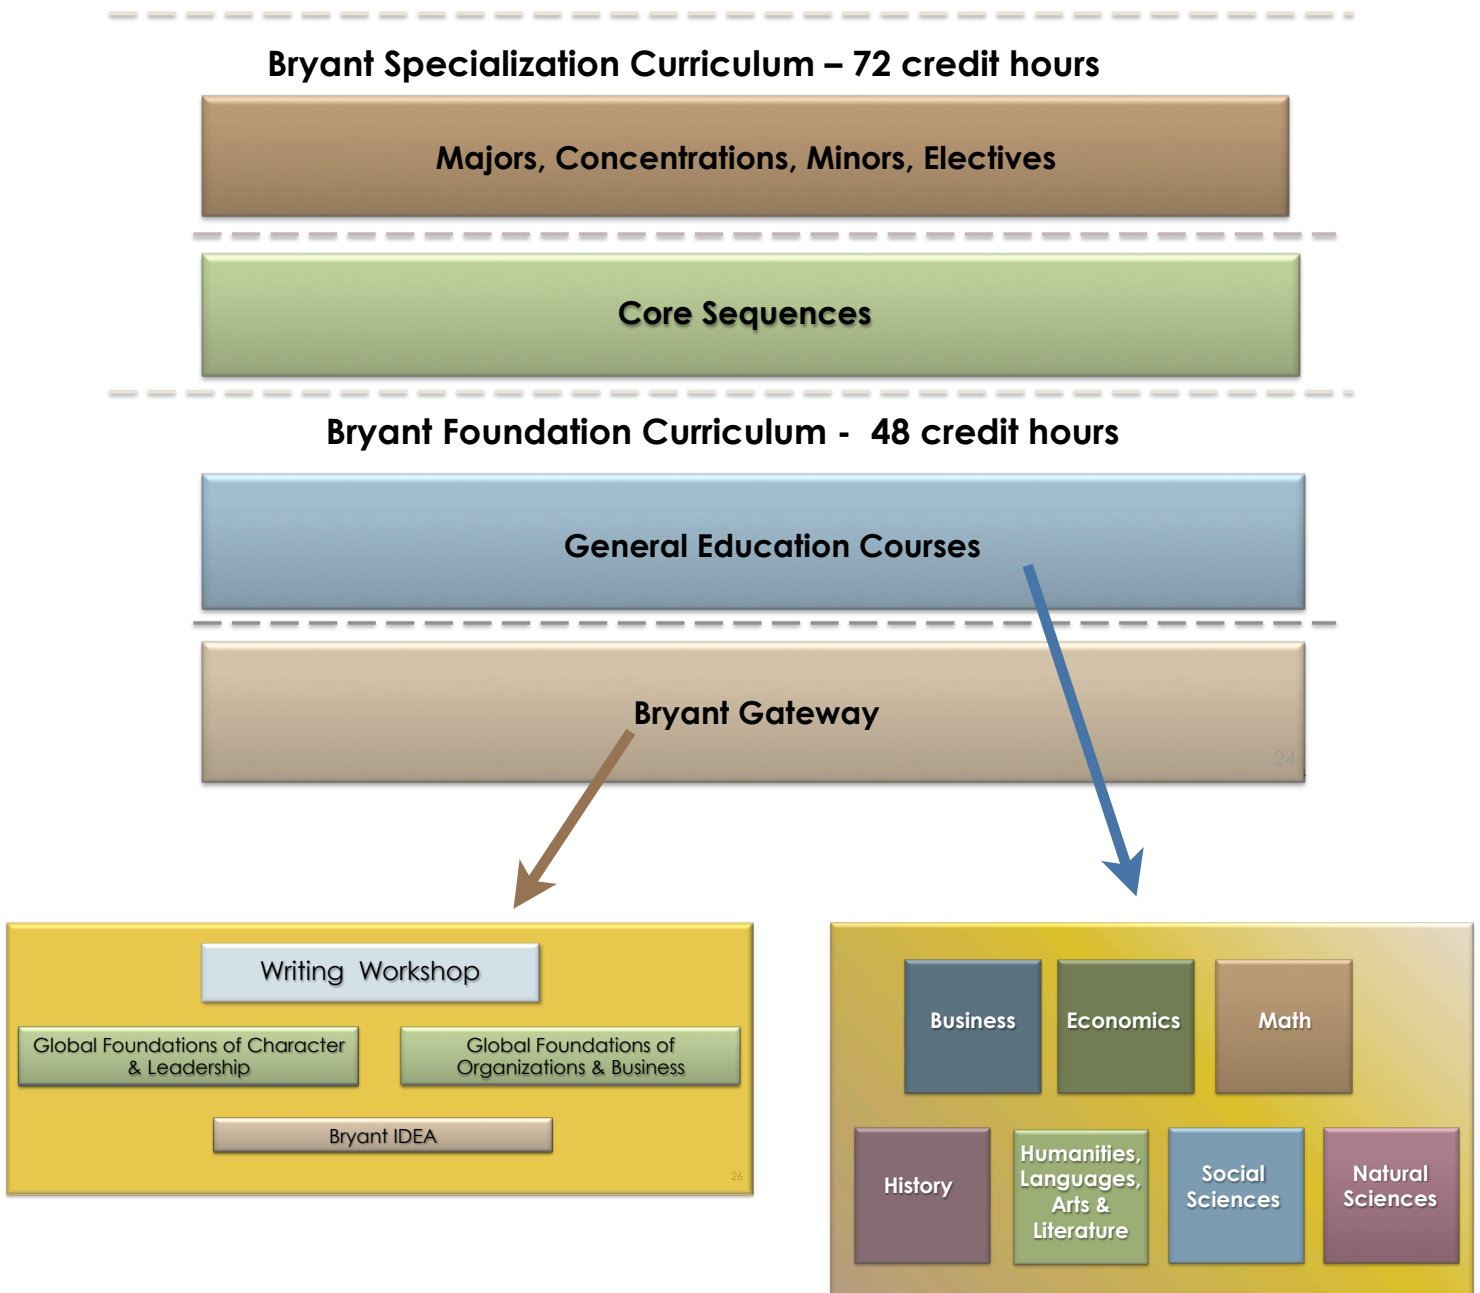 Bryant Specialization Curriculum – 72 credit hours
Majors, Concentrations, Minors, Electives
Core Sequences
Bryant Foundation Curriculum - 48 credit hours
General Education Courses
Bryant Gateway
24
Writing Workshop
Global Foundations of Character
& Leadership
Global Foundations of
Organizations & Business
Bryant IDEA
26
Business
Economics
Math
History
Humanities,
Languages,
Arts &
Literature
Social
Sciences
Natural
Sciences